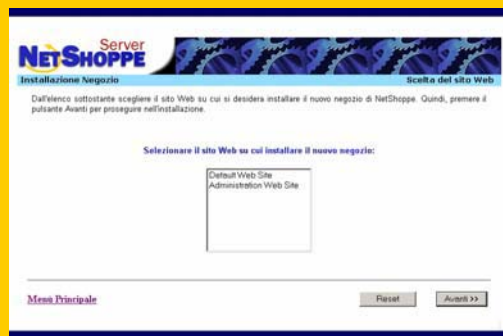 Server
NETSHOPPE
Installazione Negozio
Scelta del sito Web
Dall'elenco sottostante scegliere il sito Web su cui si desidera installare il nuovo negozio di NetShoppe. Quindi, premere il
pulsante Avanti per proseguire nell'installazione.
Selezionare il sito Web su cui installare il nuovo negozio:
Default Web Site
Administration Web Site
Menù Principale
Reset
Avanti >>